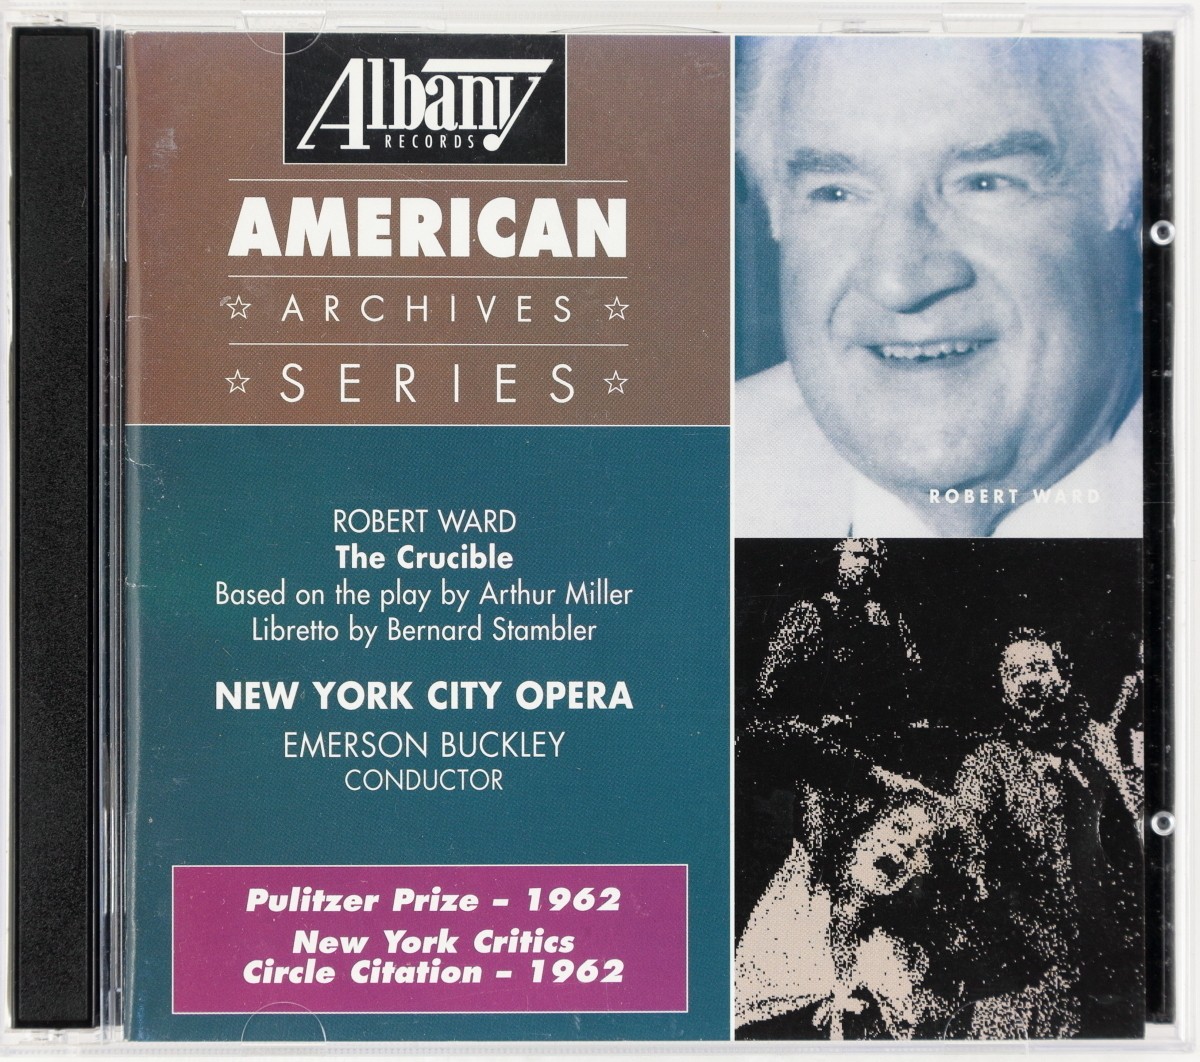 Albany
RECORDS
AMERICAN
☆ ARCHIVES ☆
☆ SERIES ☆
ROBERT WARD
The Crucible
Based on the play by Arthur Miller
Libretto by Bernard Stambler
NEW YORK CITY OPERA
EMERSON BUCKLEY
CONDUCTOR
Pulitzer Prize – 1962
New York Critics
Circle Citation – 1962
ROBERT WARD